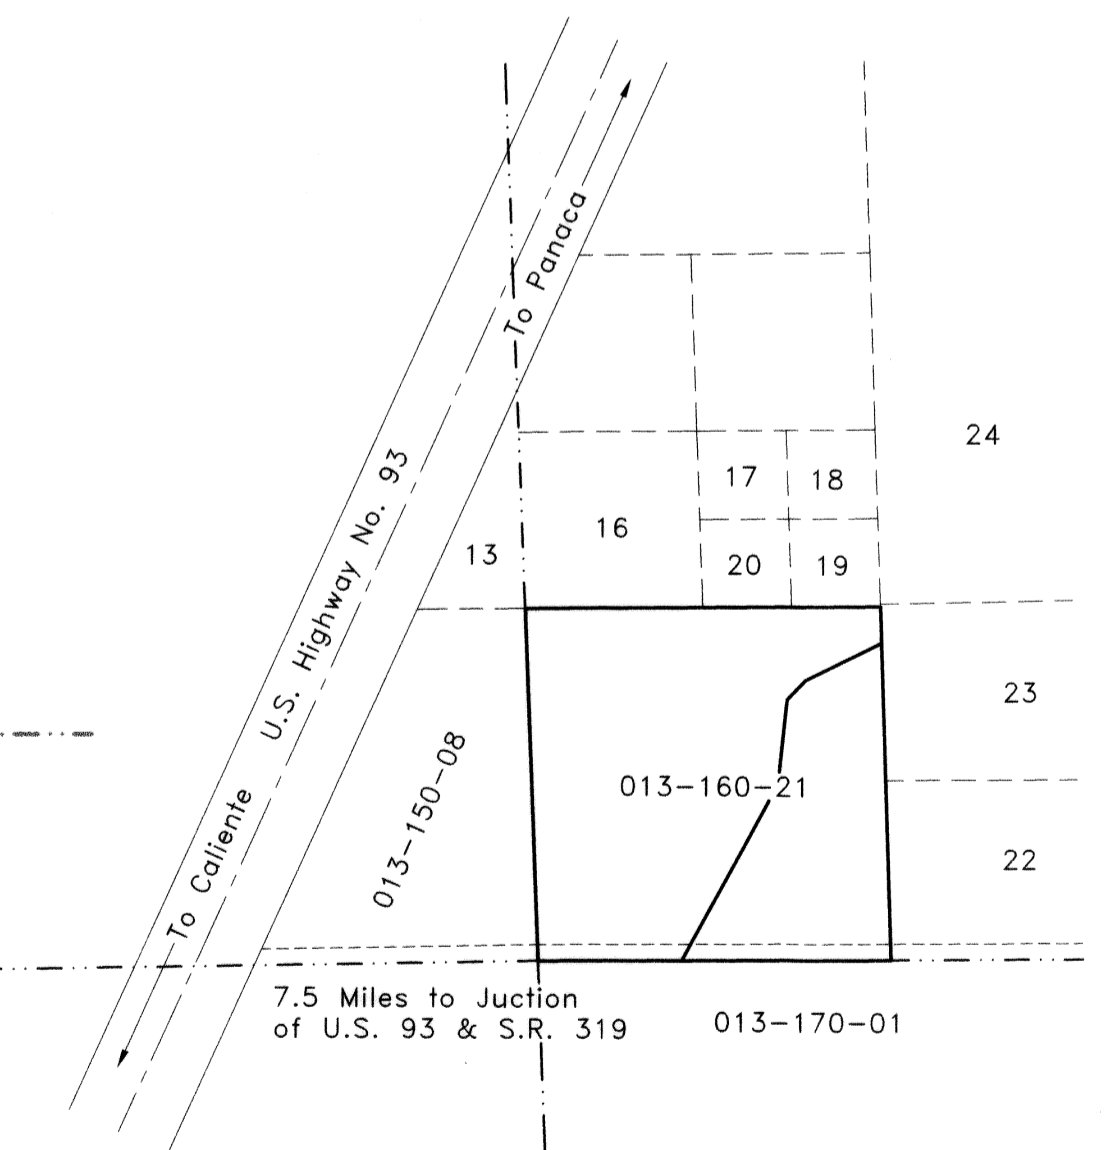 To Panaca
U.S. Highway No. 93
To Caliente
24
17
18
16
13
20
19
23
013-150-08
013-160-21
22
7.5 Miles to Juction
of U.S. 93 & S.R. 319
013-170-01